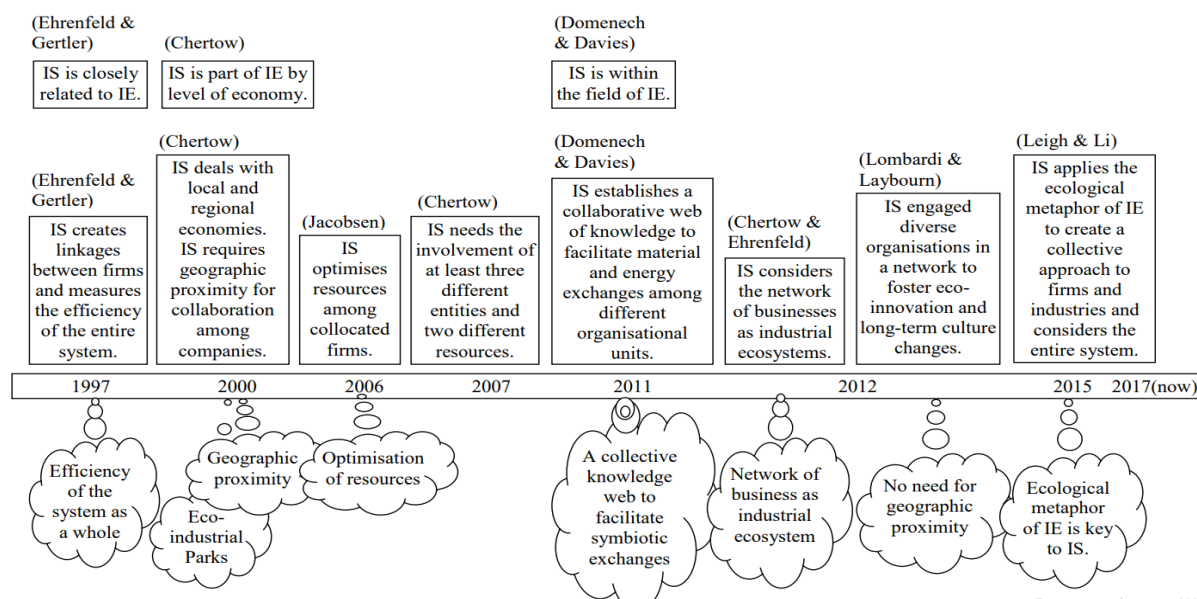 (Ehrenfeld &
Gertler)
IS is closely
related to IE.
(Chertow)
IS is part of IE by
level of economy.
(Domenech
& Davies)
IS is within
the field of IE.
(Ehrenfeld &
Gertler)
IS creates
linkages
between firms
and measures
the efficiency
of the entire
system.
(Chertow)
IS deals with
local and
regional
economies.
IS requires
geographic
proximity for
collaboration
among
companies.
(Jacobsen)
IS
optimises
resources
among
collocated
firms.
(Chertow)
IS needs the
involvement of
at least three
different
entities and
two different
resources.
(Domenech
& Davies)
IS establishes a
collaborative web
of knowledge to
facilitate material
and energy
exchanges among
different
organisational
units.
(Chertow &
Ehrenfeld)
IS considers
the network
of businesses
as industrial
ecosystems.
(Lombardi &
Laybourn)
IS is engaged
diverse
organisations in
a network to
foster eco-
innovation and
long-term culture
changes.
(Leigh & Li)
IS applies the
ecological
metaphor of IE
to create a
collective
approach to
firms and
industries and
considers the
entire system.
1997 2000 2006 2007 2011 2012 2015 2017(now)
Efficiency
of the
system as
a whole
Eco-
industrial
Parks
Geographic
proximity
Optimisation
of resources
A collective
knowledge
web to
facilitate
symbiotic
exchanges
Network of
business as
industrial
ecosystem
No need for
geographic
proximity
Ecological
metaphor
of IE is key
to IS.